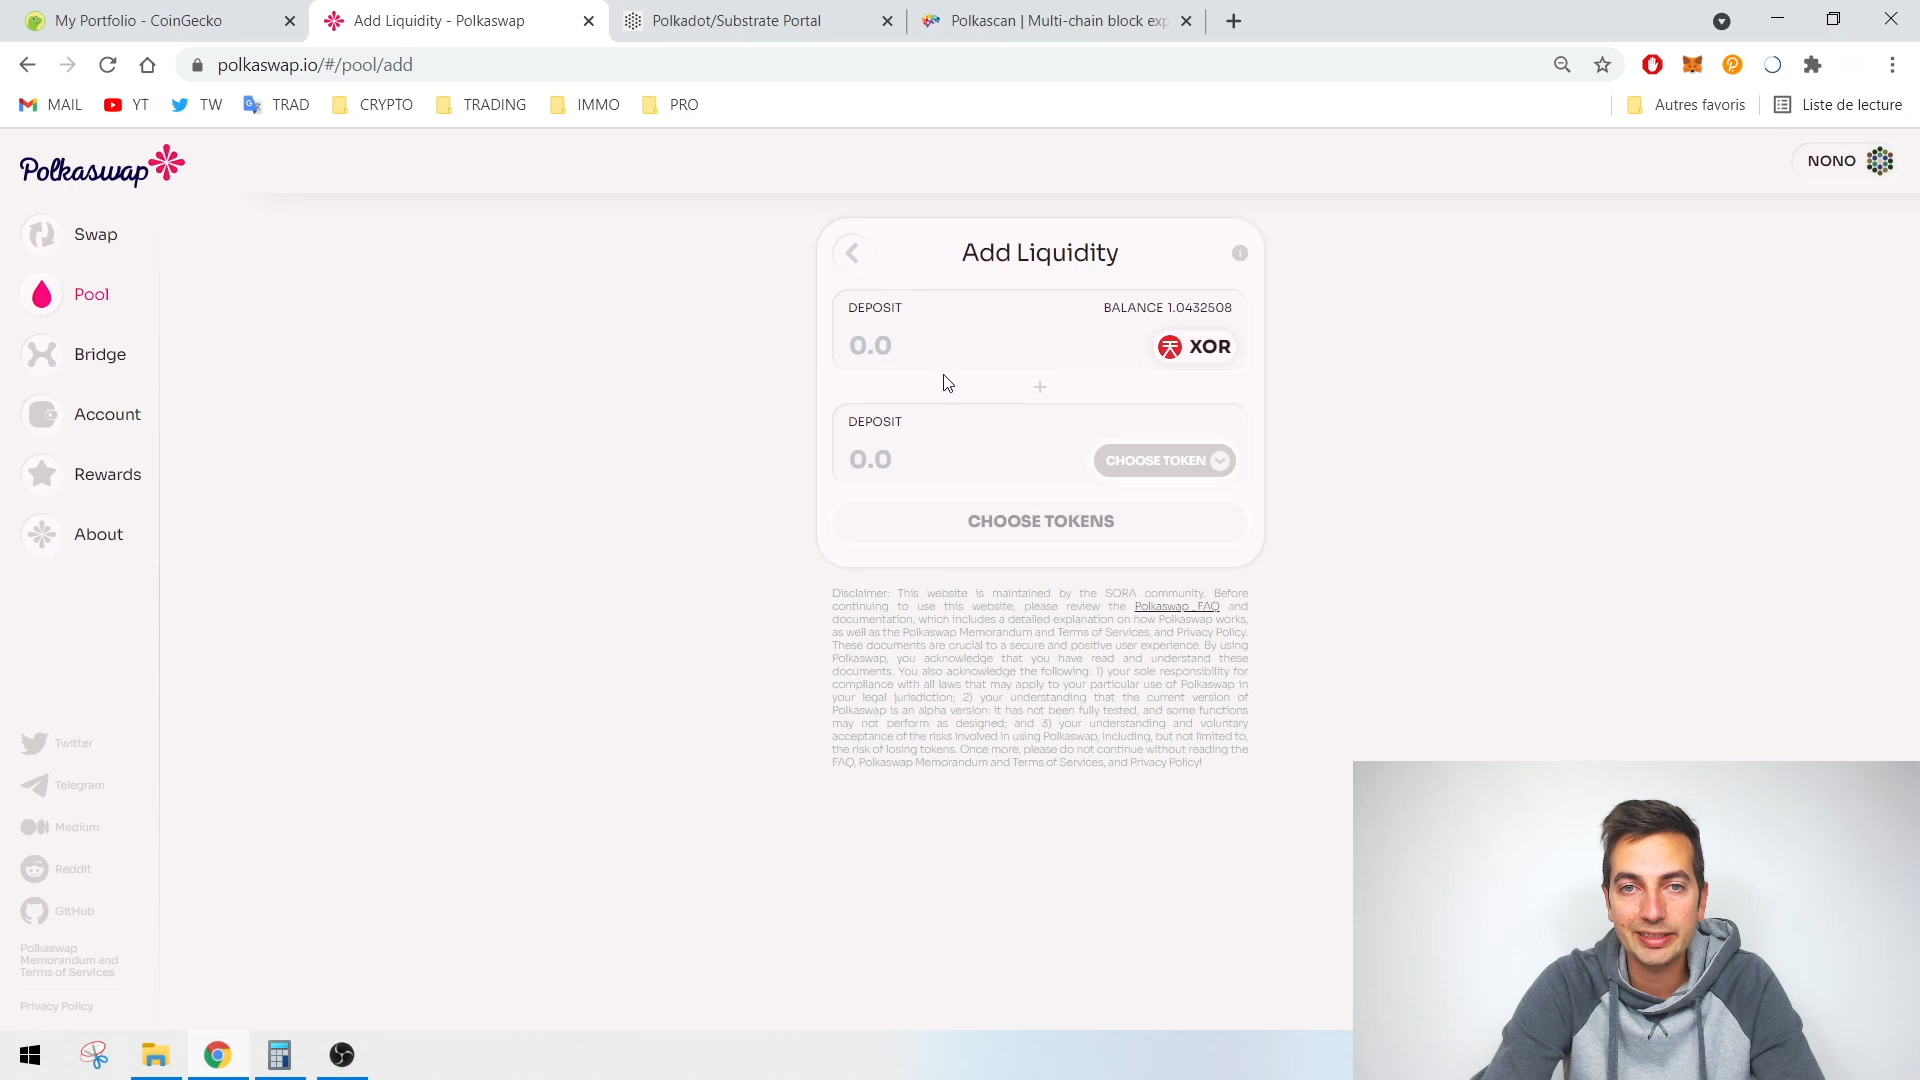 My Portfolio - CoinGecko
Add Liquidity - Polkaswap
Polkadot/Substrate Portal
Polkascan | Multi-chain block exp
polkaswap.io/#/pool/add
MAIL
YT
TW
TRAD
CRYPTO
TRADING
IMMO
PRO
Autres favoris
Liste de lecture
Polkaswap
NONO
Swap
Pool
Bridge
Account
Rewards
About
Twitter
Telegram
Medium
Reddit
GitHub
Polkaswap
Memorandum and
Terms of Services
Privacy Policy
Add Liquidity
DEPOSIT
BALANCE 1.0432508
0.0
XOR
+
DEPOSIT
0.0
CHOOSE TOKEN
CHOOSE TOKENS
Disclaimer: This website is maintained by the SORA community. Before
continuing to use this website, please review the Polkaswap FAQ and
documentation, which includes a detailed explanation on how Polkaswap works,
as well as the Polkaswap Memorandum and Terms of Services, and Privacy Policy.
These documents are crucial to a secure and positive user experience. By using
Polkaswap, you acknowledge that you have read and understand these
documents. You also acknowledge the following: 1) your sole responsibility for
compliance with all laws that may apply to your particular use of Polkaswap in
your legal jurisdiction; 2) your understanding that the current version of
Polkaswap is an alpha version: it has not been fully tested, and some functions
may not perform as designed; and 3) your understanding and voluntary
acceptance of the risks involved in using Polkaswap, including, but not limited to,
the risk of losing tokens. Once more, please do not continue without reading the
FAQ, Polkaswap Memorandum and Terms of Services, and Privacy Policy!